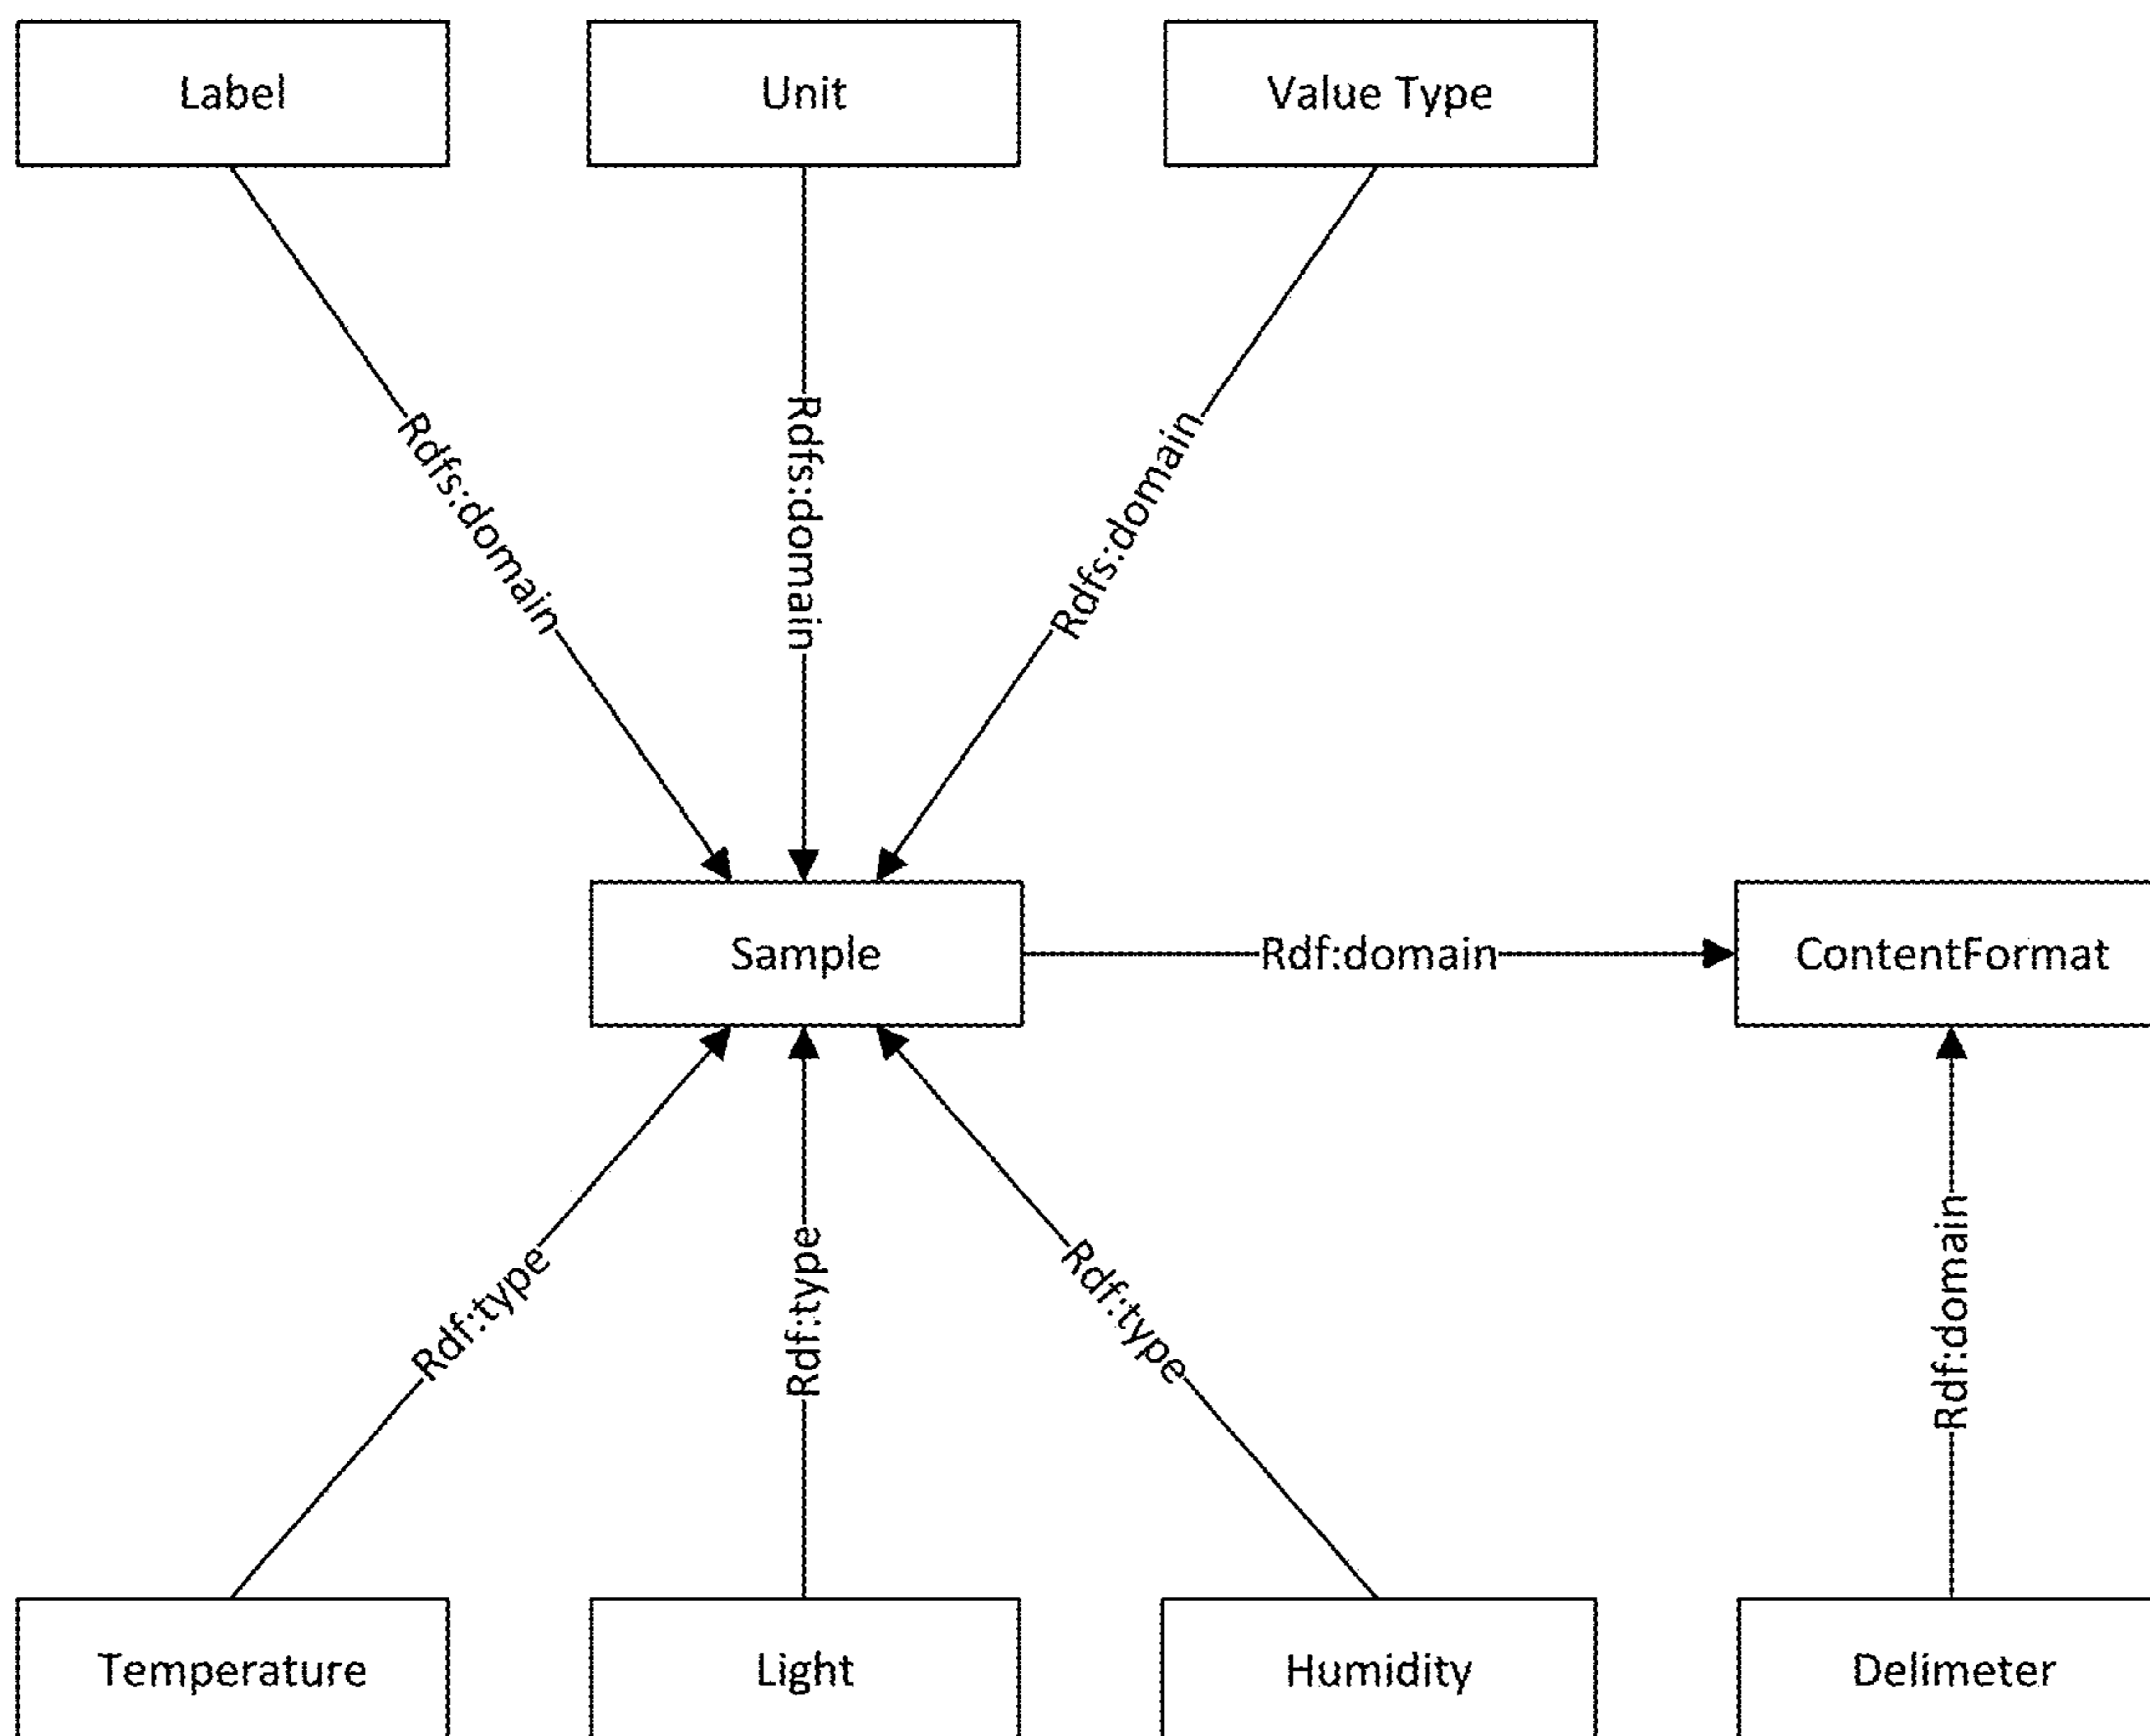 Label
Unit
Value Type
Rdfs:domain
Rdfs:domain
Rdfs:domain
Sample
Rdf:domain
ContentFormat
Rdf:type
Rdf:type
Rdf:type
Rdf:domain
Temperature
Light
Humidity
Delimeter